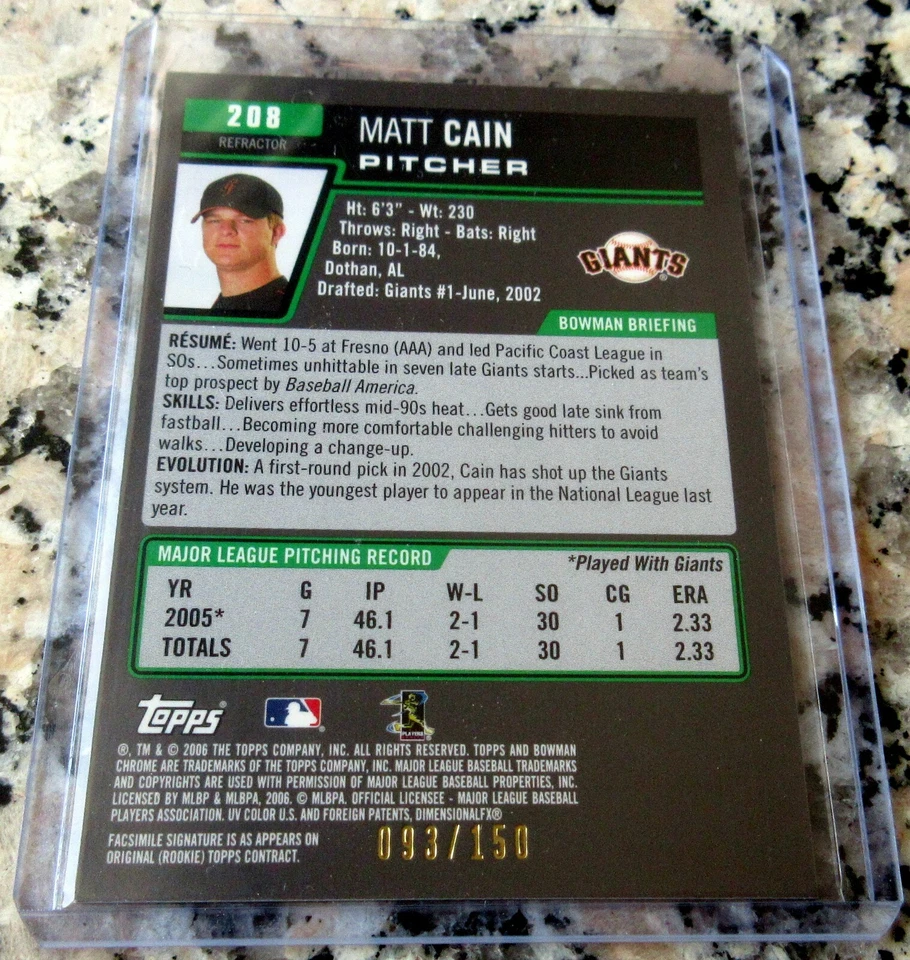 208
REFRACTOR
MATT CAIN
PITCHER
Ht: 6'3" - Wt: 230
Throws: Right - Bats: Right
Born: 10-1-84,
Dothan, AL
Drafted: Giants #1-June, 2002
GIANTS
BOWMAN BRIEFING
RÉSUMÉ: Went 10-5 at Fresno (AAA) and led Pacific Coast League in
SOs...Sometimes unhittable in seven late Giants starts...Picked as team's
top prospect by Baseball America.
SKILLS: Delivers effortless mid-90s heat...Gets good late sink from
fastball...Becoming more comfortable challenging hitters to avoid
walks...Developing a change-up.
EVOLUTION: A first-round pick in 2002, Cain has shot up the Giants
system. He was the youngest player to appear in the National League last
year.
MAJOR LEAGUE PITCHING RECORD *Played With Giants
YR G IP W-L SO CG ERA
2005* 7 46.1 2-1 30 1 2.33
TOTALS 7 46.1 2-1 30 1 2.33
Topps
PLAYERS
®, TM & © 2006 THE TOPPS COMPANY, INC. ALL RIGHTS RESERVED. TOPPS AND BOWMAN
CHROME ARE TRADEMARKS OF THE TOPPS COMPANY, INC. MAJOR LEAGUE BASEBALL TRADEMARKS
AND COPYRIGHTS ARE USED WITH PERMISSION OF MAJOR LEAGUE BASEBALL PROPERTIES, INC.
LICENSED BY MLBP & MLBPA, 2006. © MLBPA. OFFICIAL LICENSEE - MAJOR LEAGUE BASEBALL
PLAYERS ASSOCIATION. UV COLOR U.S. AND FOREIGN PATENTS, DIMENSIONALFX®
FACSIMILE SIGNATURE IS AS APPEARS ON
ORIGINAL (ROOKIE) TOPPS CONTRACT.
093/150